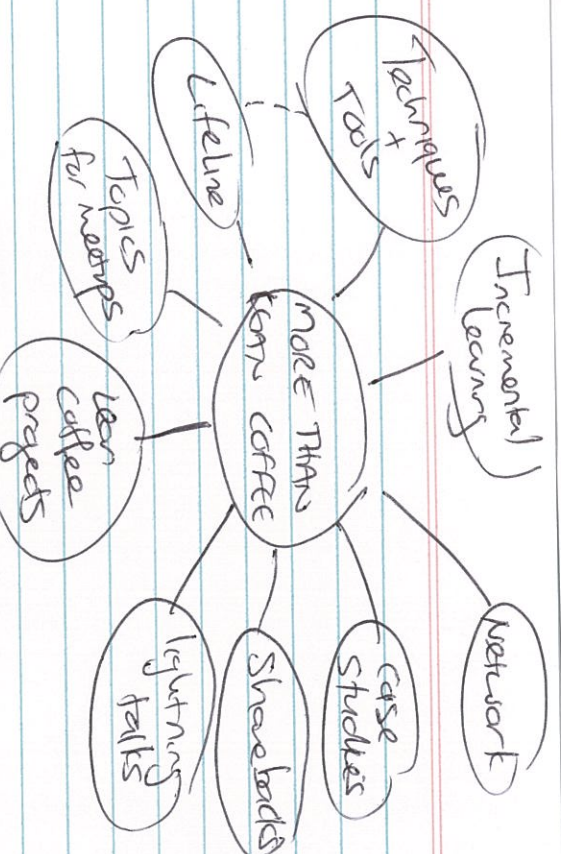 Incremental
learning
Techniques
+
Tools
Network
Lifeline
MORE THAN
LEAN COFFEE
case
studies
Topics
for meetups
Sharebacks
Lean
coffee
projects
lightning
talks